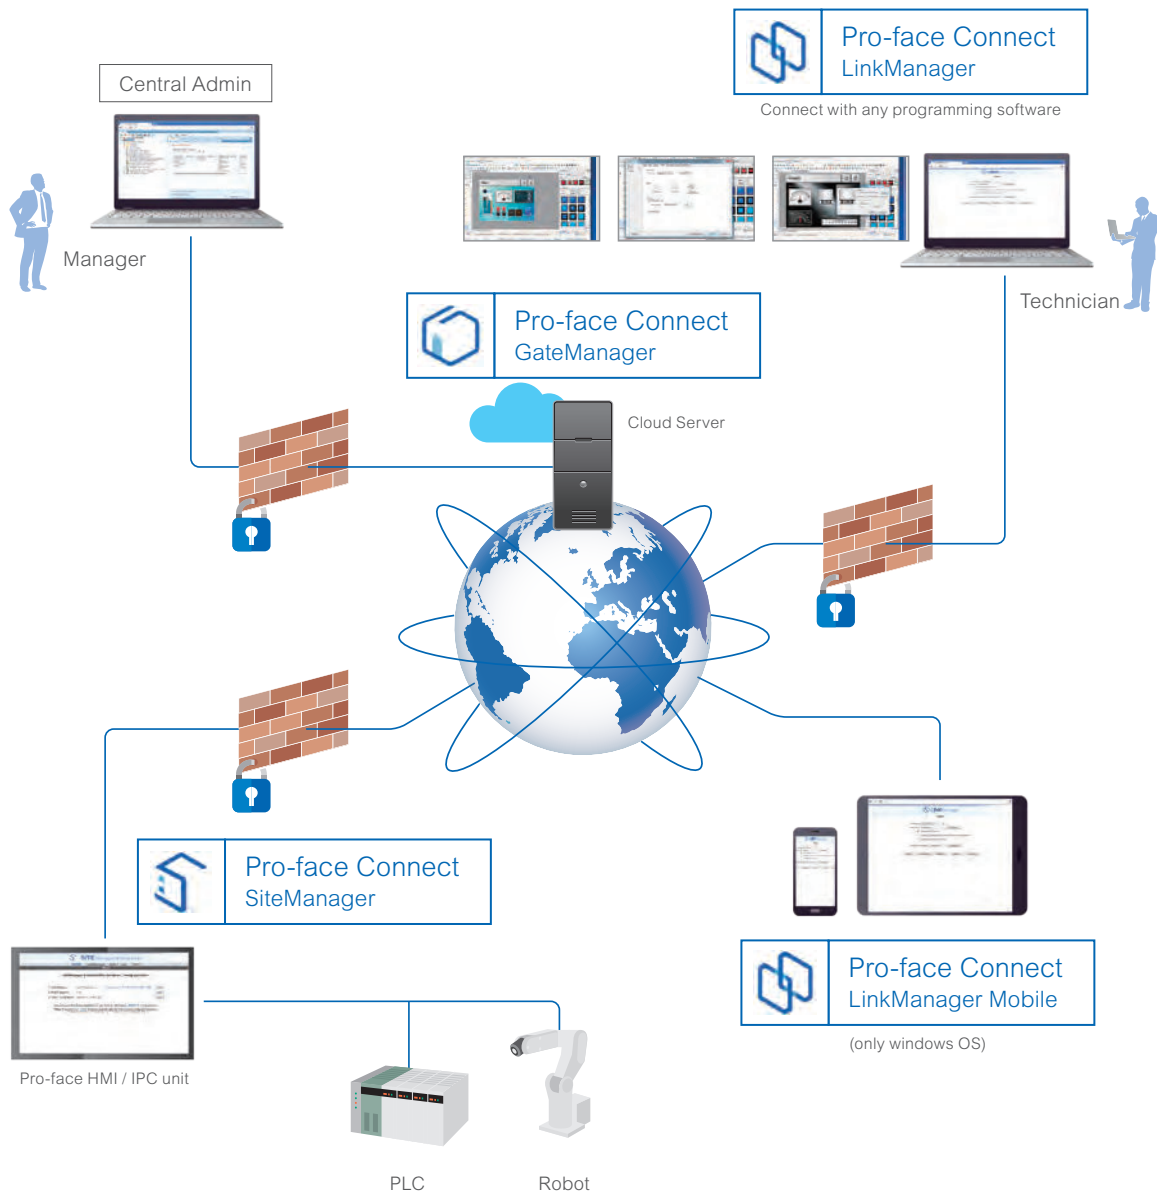 Pro-face Connect
LinkManager
Connect with any programming software
Central Admin
Manager
Technician
Pro-face Connect
GateManager
Cloud Server
Pro-face Connect
SiteManager
Pro-face HMI / IPC unit
PLC
Robot
Pro-face Connect
LinkManager Mobile
(only windows OS)